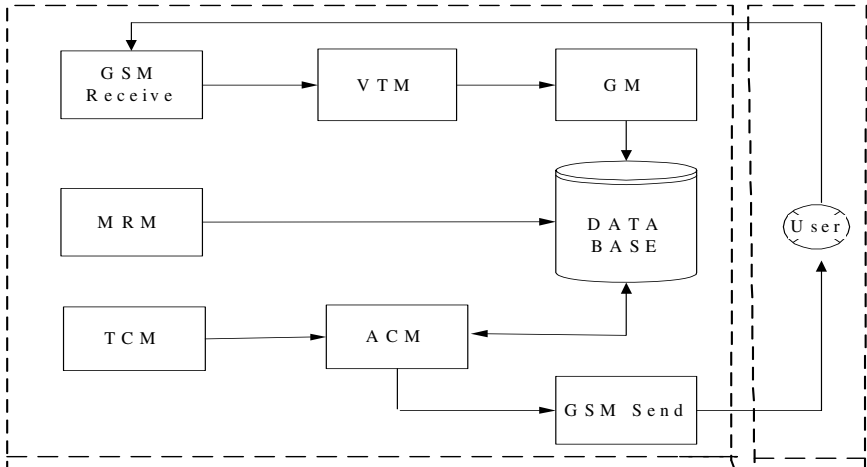 GSM
Receive
VTM
GM
MRM
DATA
BASE
User
TCM
ACM
GSM Send